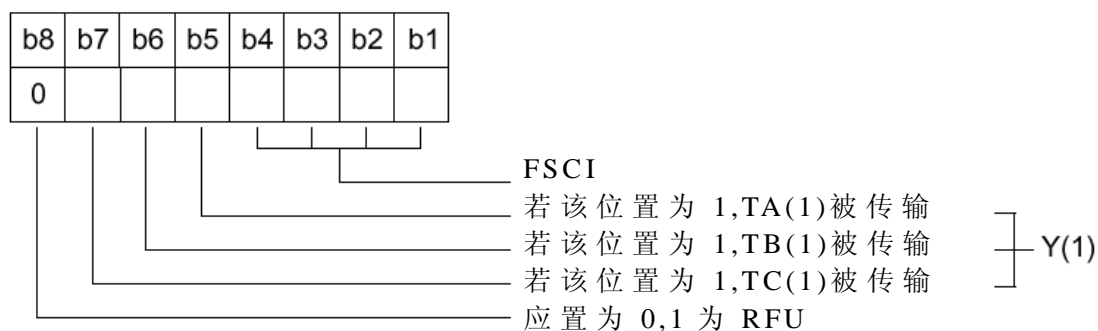 b8 b7 b6 b5 b4 b3 b2 b1
0
FSCI
若该位置为 1,TA(1)被传输
若该位置为 1,TB(1)被传输
Y(1)
若该位置为 1,TC(1)被传输
应置为 0,1 为 RFU